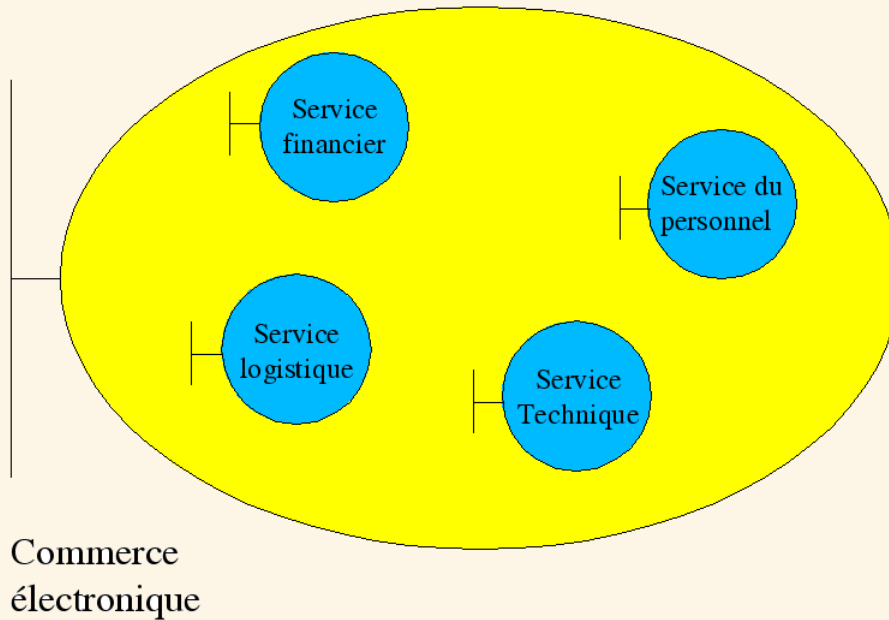 Service
financier
Service du
personnel
Service
logistique
Service
Technique
Commerce
électronique